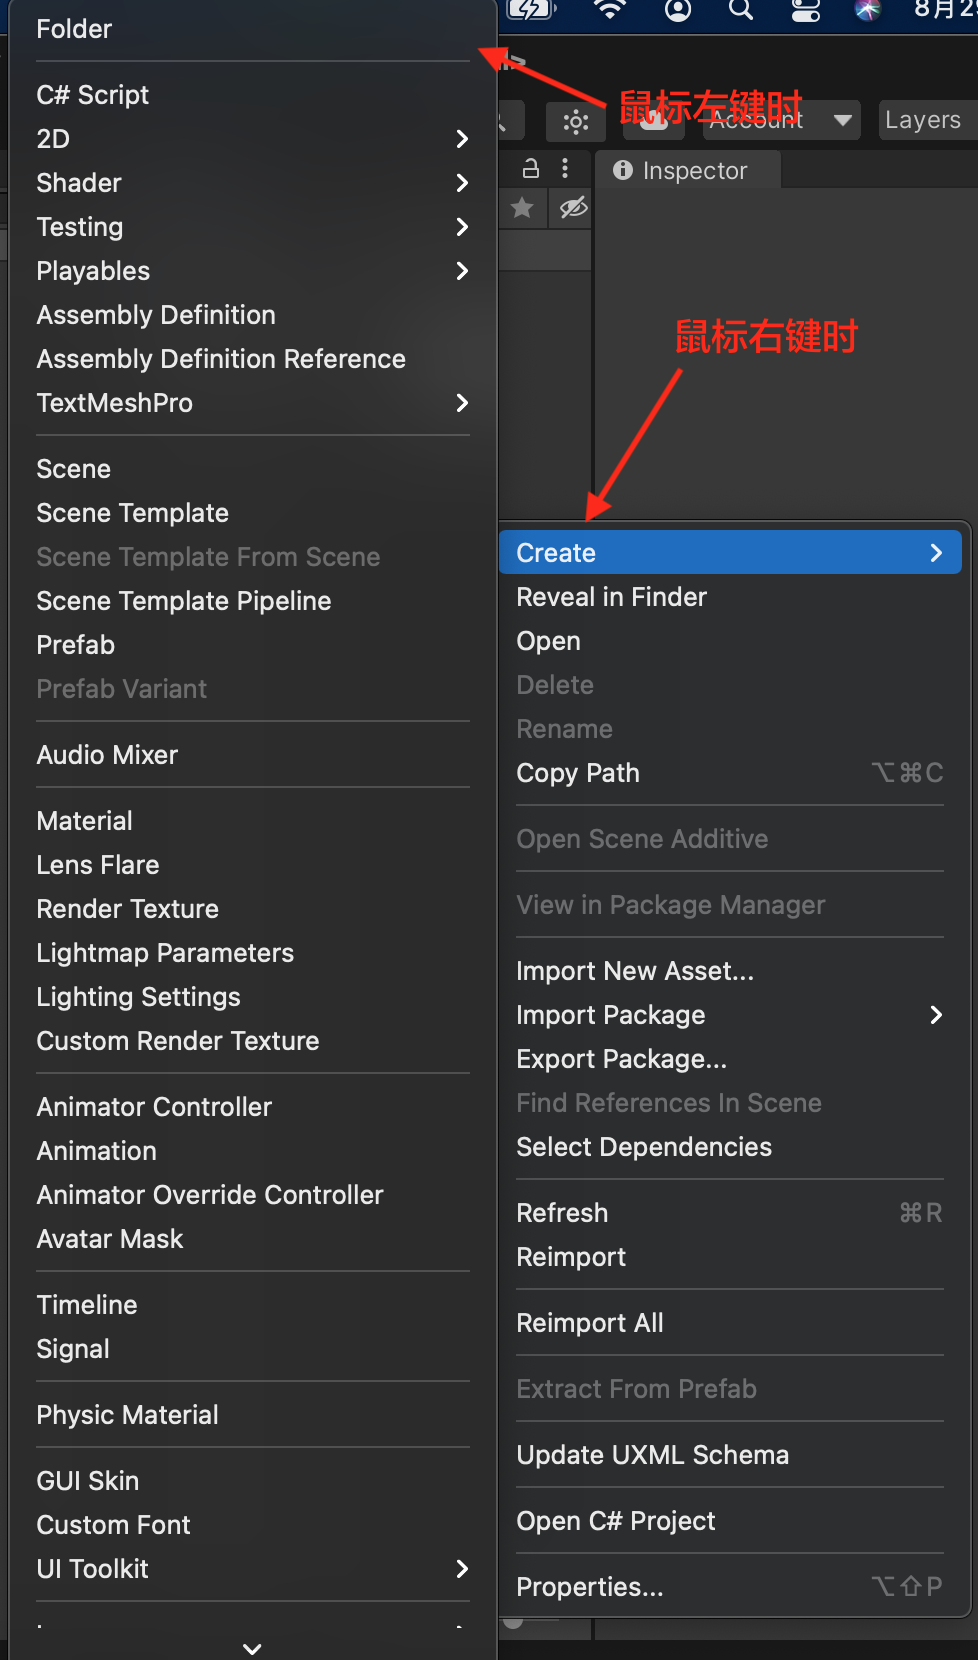 Folder
C# Script
2D
Shader
Testing
Playables
Assembly Definition
Assembly Definition Reference
TextMeshPro
Scene
Scene Template
Scene Template From Scene
Scene Template Pipeline
Prefab
Prefab Variant
Audio Mixer
Material
Lens Flare
Render Texture
Lightmap Parameters
Lighting Settings
Custom Render Texture
Animator Controller
Animation
Animator Override Controller
Avatar Mask
Timeline
Signal
Physic Material
GUI Skin
Custom Font
UI Toolkit
8月2
鼠标左键时
Account
Layers
Inspector
鼠标右键时
Create
Reveal in Finder
Open
Delete
Rename
Copy Path ⌥⌘C
Open Scene Additive
View in Package Manager
Import New Asset...
Import Package
Export Package...
Find References In Scene
Select Dependencies
Refresh ⌘R
Reimport
Reimport All
Extract From Prefab
Update UXML Schema
Open C# Project
Properties... ⌥⇧P